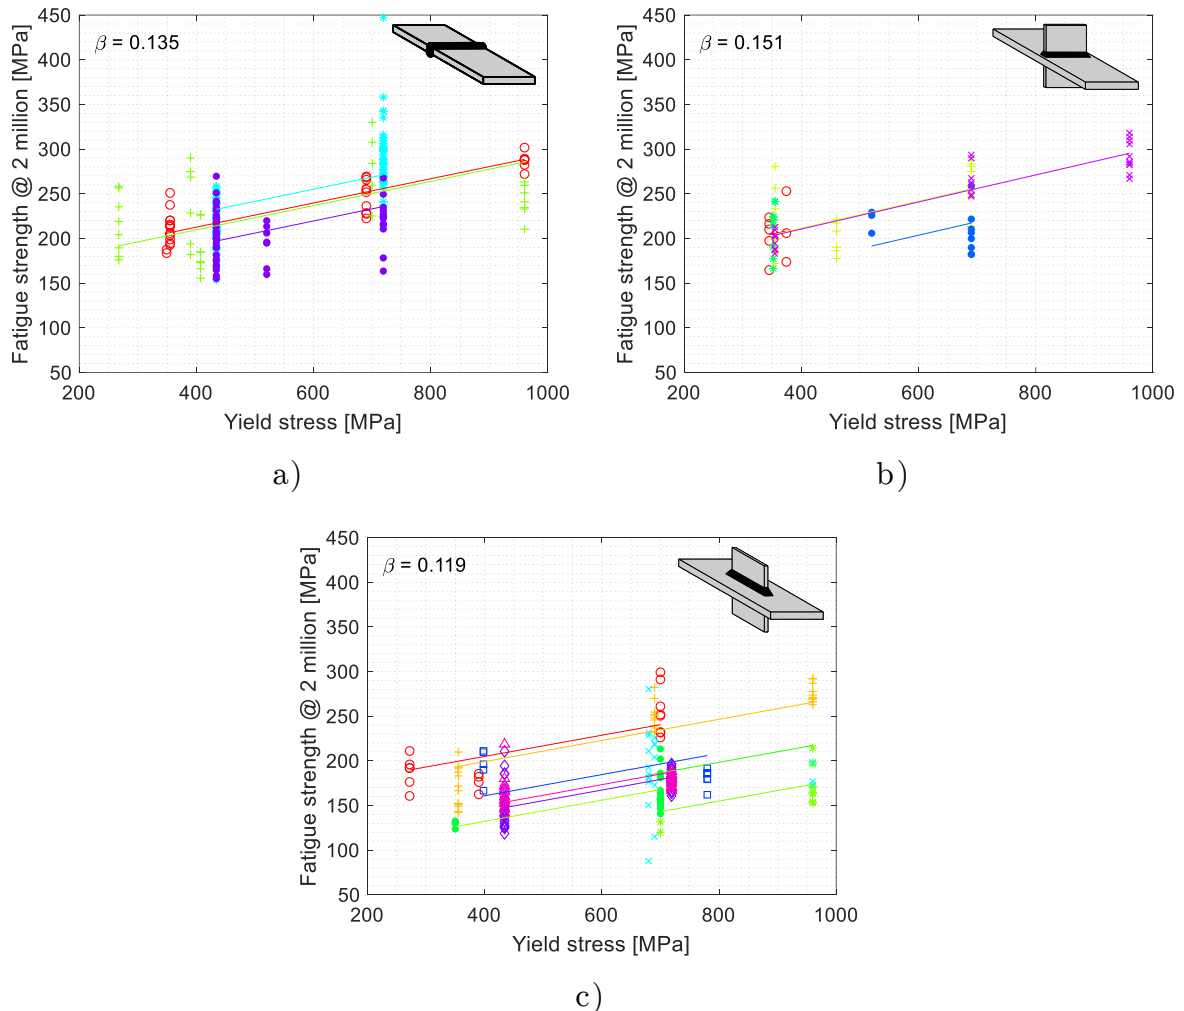 β = 0.135
Fatigue strength @ 2 million [MPa]
450
400
350
300
250
200
150
100
50
200 400 600 800 1000
Yield stress [MPa]
a)
β = 0.151
Fatigue strength @ 2 million [MPa]
450
400
350
300
250
200
150
100
50
200 400 600 800 1000
Yield stress [MPa]
b)
β = 0.119
Fatigue strength @ 2 million [MPa]
450
400
350
300
250
200
150
100
50
200 400 600 800 1000
Yield stress [MPa]
c)